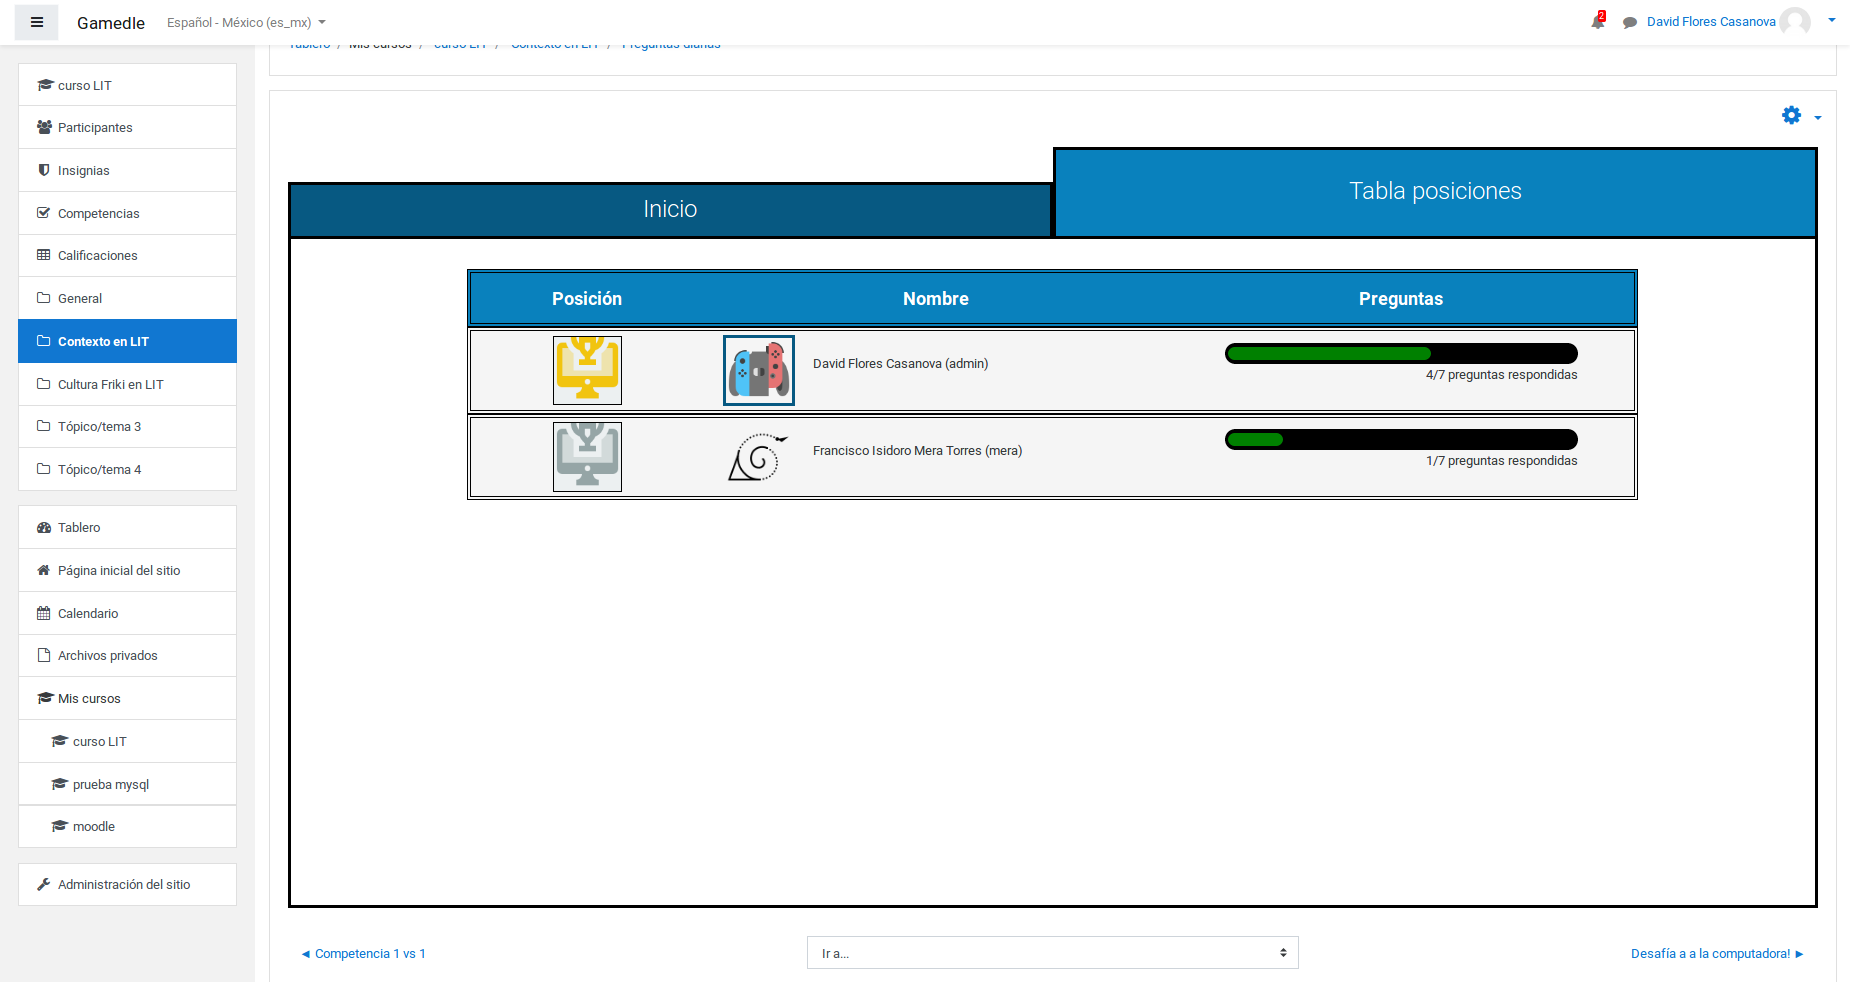 Gamedle
Español - México (es_mx)
2
David Flores Casanova
Tablero / Mis cursos / curso LIT / Contexto en LIT / Preguntas diarias
curso LIT
Participantes
Insignias
Competencias
Calificaciones
General
Contexto en LIT
Cultura Friki en LIT
Tópico/tema 3
Tópico/tema 4
Tablero
Página inicial del sitio
Calendario
Archivos privados
Mis cursos
curso LIT
prueba mysql
moodle
Administración del sitio
Inicio
Tabla posiciones
Posición Nombre Preguntas
David Flores Casanova (admin)
4/7 preguntas respondidas
Francisco Isidoro Mera Torres (mera)
1/7 preguntas respondidas
◄ Competencia 1 vs 1
Ir a...
Desafía a a la computadora! ►